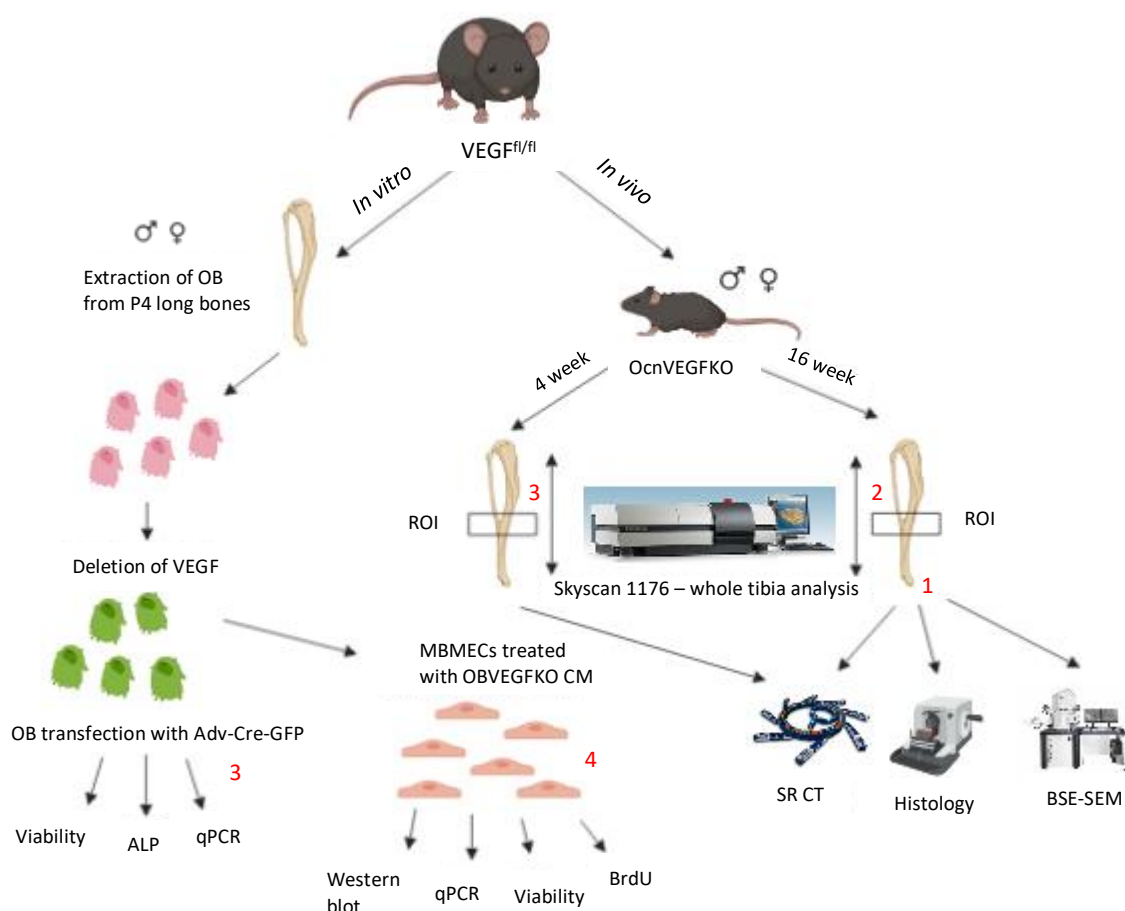 VEGFfl/fl
In vitro
In vivo
♂ ♀
Extraction of OB
from P4 long bones
♂ ♀
OcnVEGFKO
4 week
16 week
3
2
ROI
ROI
Skyscan 1176 – whole tibia analysis
1
Deletion of VEGF
MBMECs treated
with OBVEGFKO CM
OB transfection with Adv-Cre-GFP
3
4
Viability
ALP
qPCR
SR CT
Histology
BSE-SEM
Western
blot
qPCR
Viability
BrdU